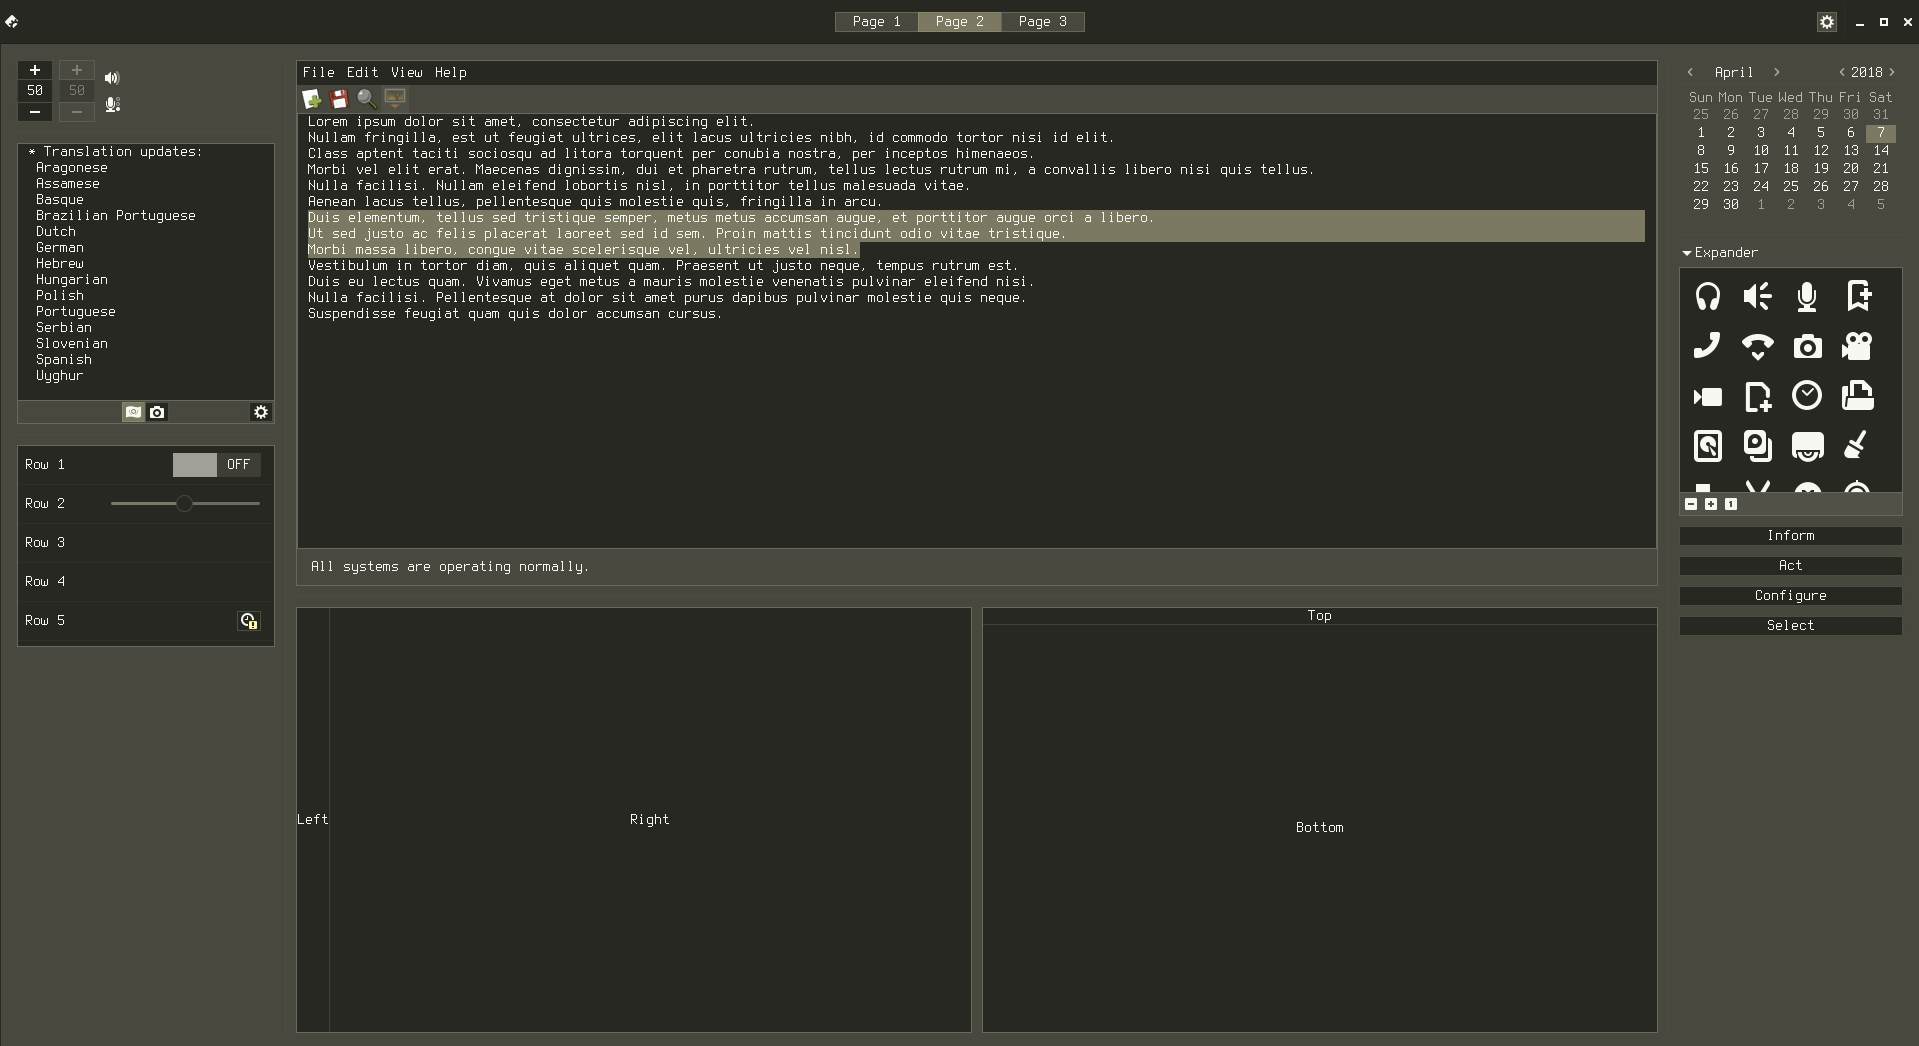 Page 1 Page 2 Page 3
50 50
* Translation updates:
Aragonese
Assamese
Basque
Brazilian Portuguese
Dutch
German
Hebrew
Hungarian
Polish
Portuguese
Serbian
Slovenian
Spanish
Uyghur
Row 1 OFF
Row 2
Row 3
Row 4
Row 5
File Edit View Help
Lorem ipsum dolor sit amet, consectetur adipiscing elit.
Nullam fringilla, est ut feugiat ultrices, elit lacus ultricies nibh, id commodo tortor nisi id elit.
Class aptent taciti sociosqu ad litora torquent per conubia nostra, per inceptos himenaeos.
Morbi vel elit erat. Maecenas dignissim, dui et pharetra rutrum, tellus lectus rutrum mi, a convallis libero nisi quis tellus.
Nulla facilisi. Nullam eleifend lobortis nisl, in porttitor tellus malesuada vitae.
Aenean lacus tellus, pellentesque quis molestie quis, fringilla in arcu.
Duis elementum, tellus sed tristique semper, metus metus accumsan augue, et porttitor augue orci a libero.
Ut sed justo ac felis placerat laoreet sed id sem. Proin mattis tincidunt odio vitae tristique.
Morbi massa libero, congue vitae scelerisque vel, ultricies vel nisl.
Vestibulum in tortor diam, quis aliquet quam. Praesent ut justo neque, tempus rutrum est.
Duis eu lectus quam. Vivamus eget metus a mauris molestie venenatis pulvinar eleifend nisi.
Nulla facilisi. Pellentesque at dolor sit amet purus dapibus pulvinar molestie quis neque.
Suspendisse feugiat quam quis dolor accumsan cursus.
All systems are operating normally.
Left Right
Top
Bottom
April 2018
Sun Mon Tue Wed Thu Fri Sat
25 26 27 28 29 30 31
1 2 3 4 5 6 7
8 9 10 11 12 13 14
15 16 17 18 19 20 21
22 23 24 25 26 27 28
29 30 1 2 3 4 5
Expander
1
Inform
Act
Configure
Select